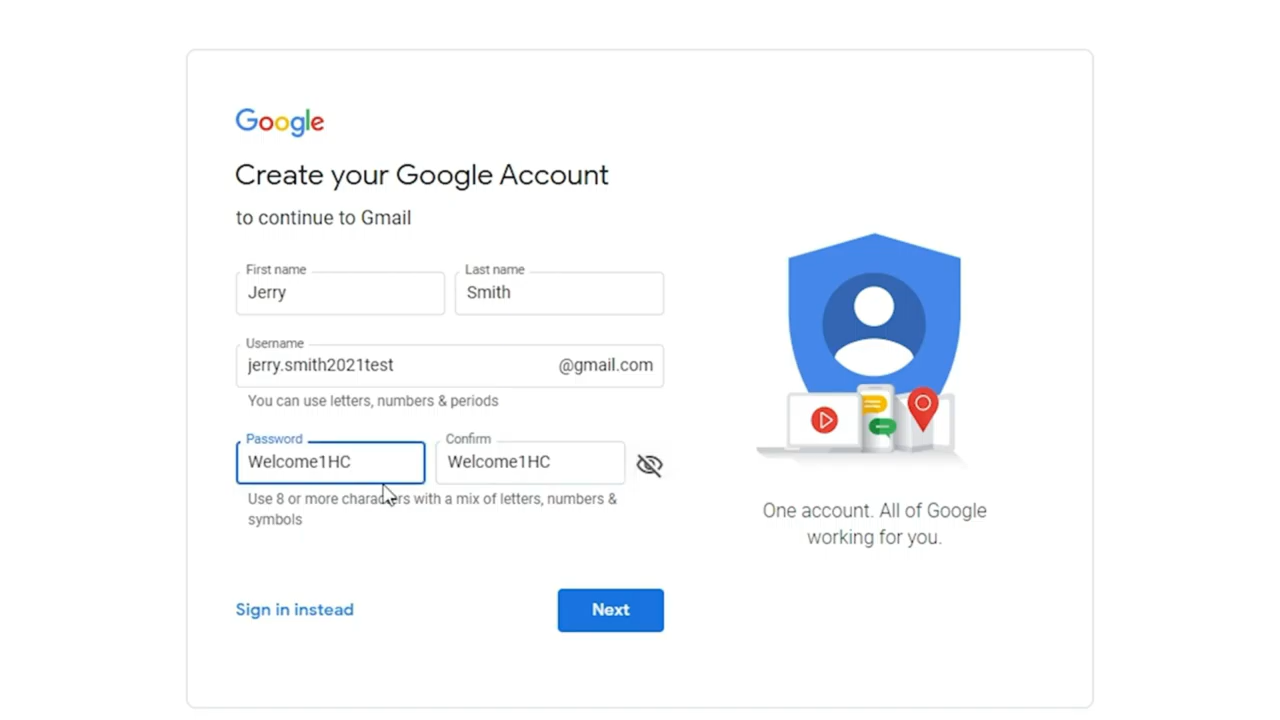 Google
Create your Google Account
to continue to Gmail
First name
Last name
Jerry
Smith
Username
jerry.smith2021test
@gmail.com
You can use letters, numbers & periods
Password
Confirm
Welcome1HC
Welcome1HC
Use 8 or more characters with a mix of letters, numbers &
symbols
One account. All of Google
working for you.
Sign in instead
Next